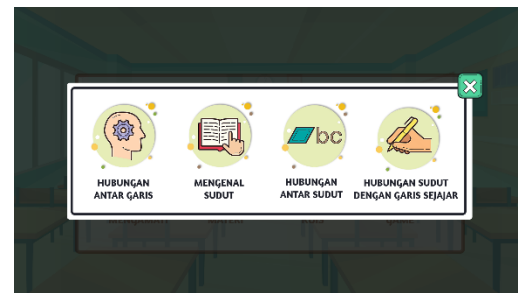 bc
HUBUNGAN
ANTAR GARIS
MENGENAL
SUDUT
HUBUNGAN
ANTAR SUDUT
HUBUNGAN SUDUT
DENGAN GARIS SEJAJAR